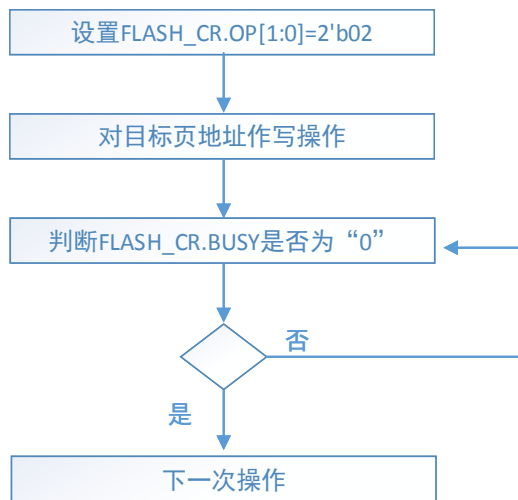 设置FLASH_CR.OP[1:0]=2'b02
对目标页地址作写操作
判断FLASH_CR.BUSY是否为“0”
否
是
下一次操作